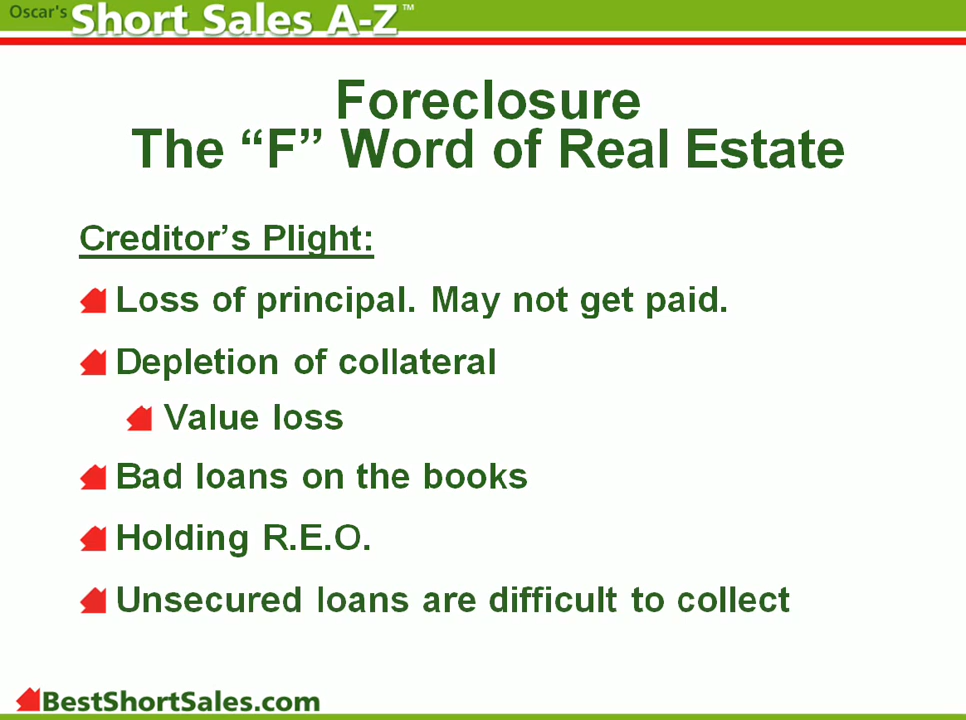 Oscar's Short Sales A-Z™
Foreclosure
The “F” Word of Real Estate
Creditor’s Plight:
Loss of principal. May not get paid.
Depletion of collateral
Value loss
Bad loans on the books
Holding R.E.O.
Unsecured loans are difficult to collect
BestShortSales.com